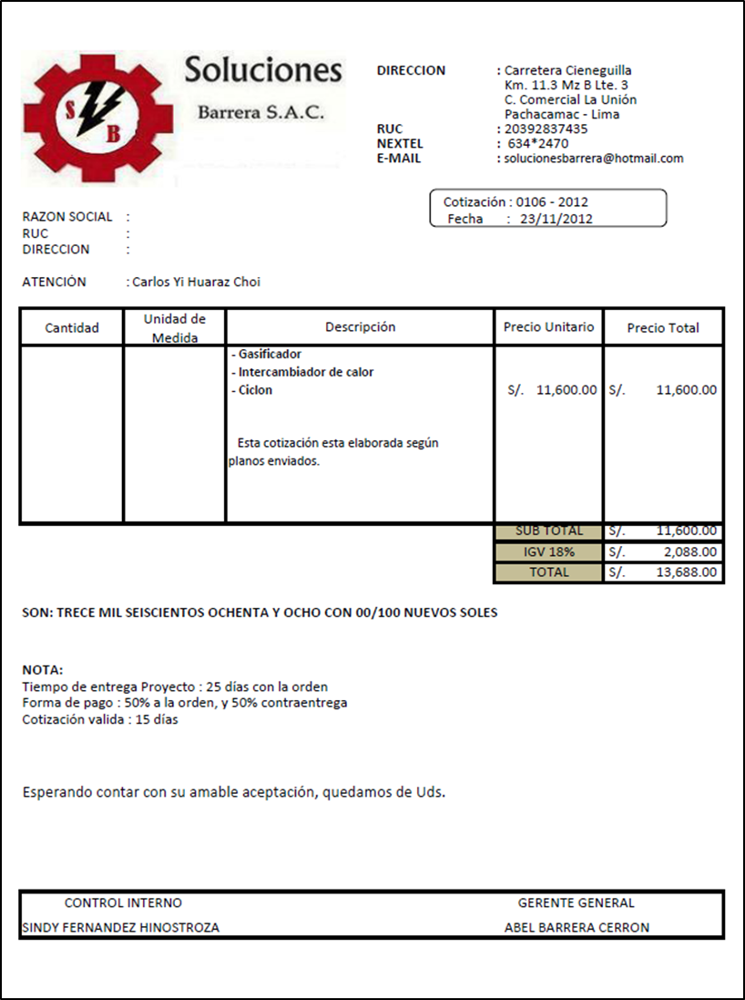 Soluciones
Barrera S.A.C.
S
B
DIRECCION : Carretera Cieneguilla
Km. 11.3 Mz B Lte. 3
C. Comercial La Unión
Pachacamac - Lima
RUC : 20392837435
NEXTEL : 634*2470
E-MAIL : solucionesbarrera@hotmail.com
Cotización : 0106 - 2012
Fecha : 23/11/2012
RAZON SOCIAL :
RUC :
DIRECCION :
ATENCIÓN : Carlos Yi Huaraz Choi
Cantidad Unidad de Medida Descripción Precio Unitario Precio Total
- Gasificador
- Intercambiador de calor
- Ciclon S/. 11,600.00 S/. 11,600.00
Esta cotización esta elaborada según
planos enviados.
SUB TOTAL S/. 11,600.00
IGV 18% S/. 2,088.00
TOTAL S/. 13,688.00
SON: TRECE MIL SEISCIENTOS OCHENTA Y OCHO CON 00/100 NUEVOS SOLES
NOTA:
Tiempo de entrega Proyecto : 25 días con la orden
Forma de pago : 50% a la orden, y 50% contraentrega
Cotización valida : 15 días
Esperando contar con su amable aceptación, quedamos de Uds.
CONTROL INTERNO GERENTE GENERAL
SINDY FERNANDEZ HINOSTROZA ABEL BARRERA CERRON